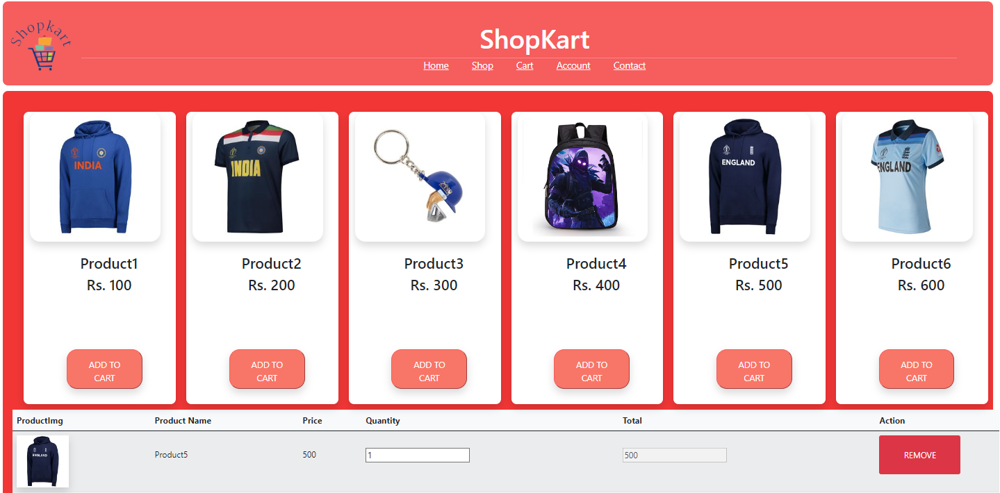 Shopkart
ShopKart
Home Shop Cart Account Contact
INDIA
INDIA
ENGLAND
ENGLAND
Product1 Product2 Product3 Product4 Product5 Product6
Rs. 100 Rs. 200 Rs. 300 Rs. 400 Rs. 500 Rs. 600
ADD TO ADD TO ADD TO ADD TO ADD TO ADD TO
CART CART CART CART CART CART
ProductImg Product Name Price Quantity Total Action
ENGLAND
Product5 500 1 500 REMOVE